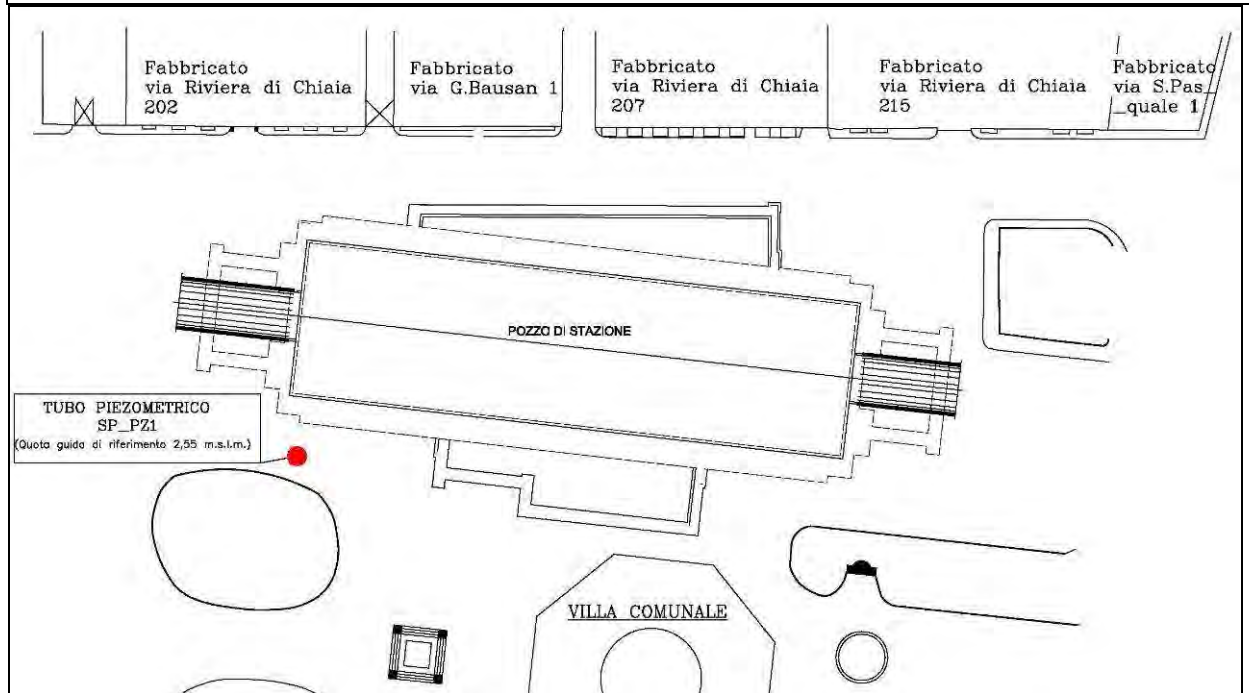 Fabbricato
via Riviera di Chiaia
202
Fabbricato
via G.Bausan 1
Fabbricato
via Riviera di Chiaia
207
Fabbricato
via Riviera di Chiaia
215
Fabbricato
via S.Pas_
_quale 1
POZZO DI STAZIONE
TUBO PIEZOMETRICO
SP_PZ1
(Quota guida di riferimento 2,55 m.s.l.m.)
VILLA COMUNALE